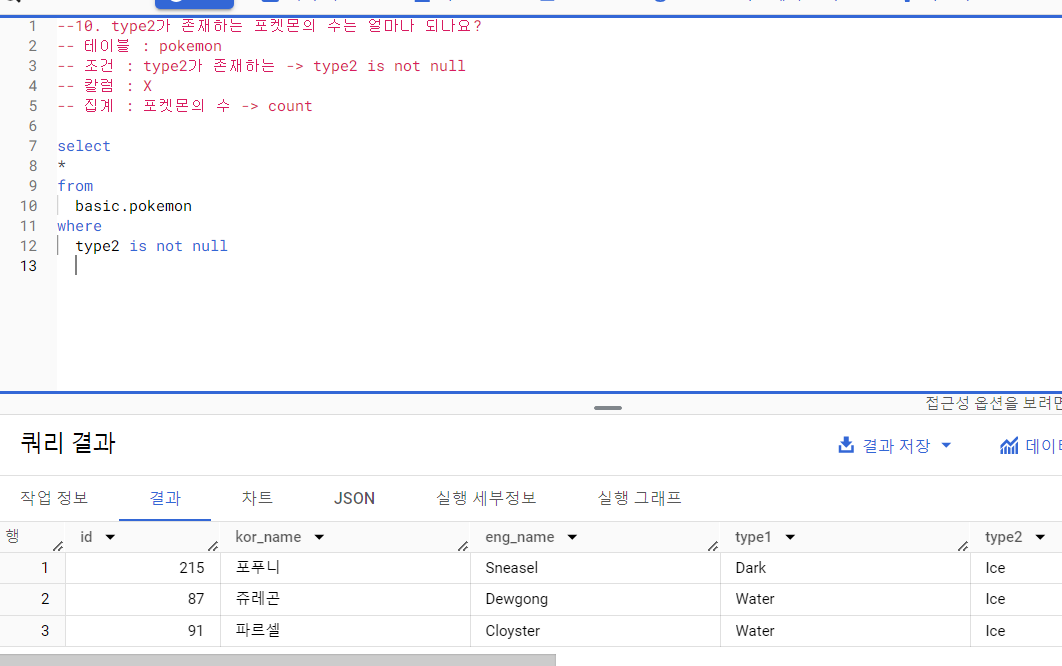 1 --10. type2가 존재하는 포켓몬의 수는 얼마나 되나요?
2 -- 테이블 : pokemon
3 -- 조건 : type2가 존재하는 -> type2 is not null
4 -- 칼럼 : X
5 -- 집계 : 포켓몬의 수 -> count
6
7 select
8 *
9 from
10 basic.pokemon
11 where
12 type2 is not null
13
접근성 옵션을 보려면
쿼리 결과 결과 저장
작업 정보 결과 차트 JSON 실행 세부정보 실행 그래프
행 id kor_name eng_name type1 type2
1 215 포푸니 Sneasel Dark Ice
2 87 쥬레곤 Dewgong Water Ice
3 91 파르셀 Cloyster Water Ice